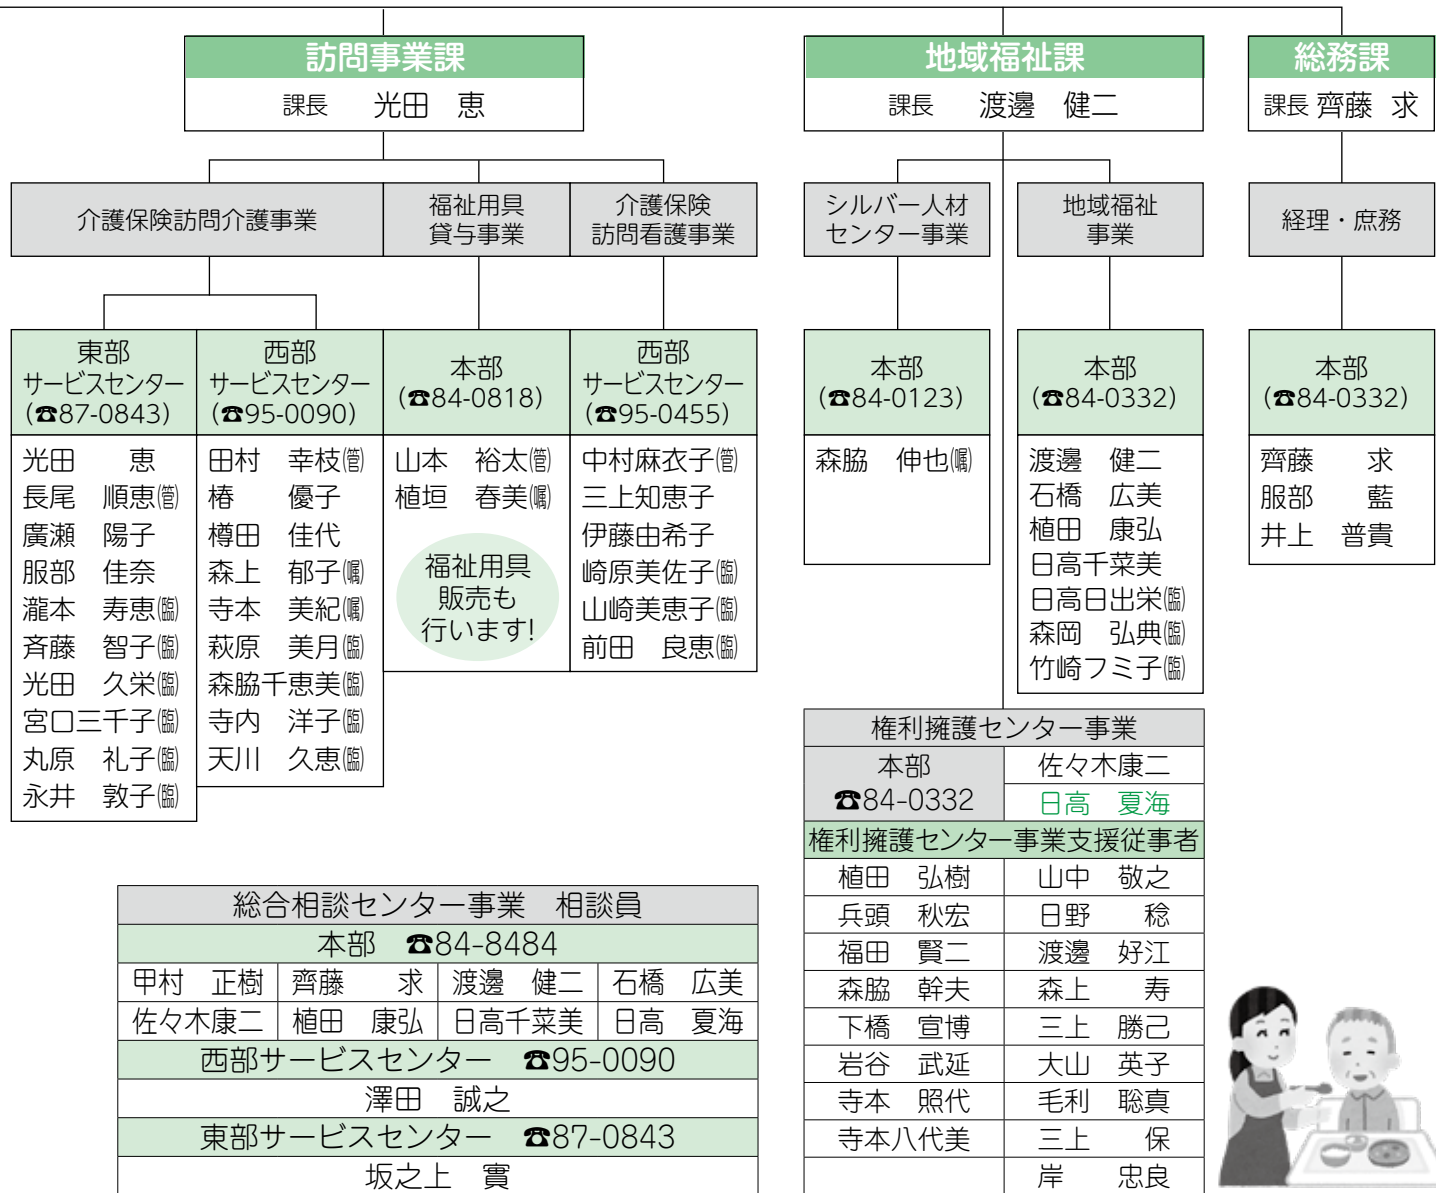 訪問事業課
課長 光田 恵
介護保険訪問介護事業
福祉用具
貸与事業
介護保険
訪問看護事業
東部
サービスセンター
(☎87-0843)
光田 恵
長尾 順恵㈾
廣瀬 陽子
服部 佳奈
瀧本 寿恵(臨)
斉藤 智子(臨)
光田 久栄(臨)
宮口三千子(臨)
丸原 礼子(臨)
永井 敦子(臨)
西部
サービスセンター
(☎95-0090)
田村 幸枝(管)
椿 優子
樽田 佳代
森上 郁子(嘱)
寺本 美紀(嘱)
萩原 美月(臨)
森脇千恵美(臨)
寺内 洋子(臨)
天川 久恵(臨)
本部
(☎84-0818)
山本 裕太(管)
植垣 春美(嘱)
福祉用具
販売も
行います!
西部
サービスセンター
(☎95-0455)
中村麻衣子(管)
三上知恵子
伊藤由希子
崎原美佐子(臨)
山崎美恵子(臨)
前田 良恵(臨)
地域福祉課
課長 渡邊 健二
シルバー人材
センター事業
本部
(☎84-0123)
森脇 伸也(嘱)
地域福祉
事業
本部
(☎84-0332)
渡邊 健二
石橋 広美
植田 康弘
日高千菜美
日高日出栄(臨)
森岡 弘典(臨)
竹崎フミ子(臨)
総務課
課長 齊藤 求
経理・庶務
本部
(☎84-0332)
齊藤 求
服部 藍
井上 普貴
権利擁護センター事業
本部
☎84-0332
佐々木康二
日高 夏海
権利擁護センター事業支援従事者
植田 弘樹 山中 敬之
兵頭 秋宏 日野 稔
福田 賢二 渡邊 好江
森脇 幹夫 森上 寿
下橋 宣博 三上 勝己
岩谷 武延 大山 英子
寺本 照代 毛利 聡真
寺本八代美 三上 保
岸 忠良
総合相談センター事業 相談員
本部 ☎84-8484
甲村 正樹 齊藤 求 渡邊 健二 石橋 広美
佐々木康二 植田 康弘 日高千菜美 日高 夏海
西部サービスセンター ☎95-0090
澤田 誠之
東部サービスセンター ☎87-0843
坂之上 實